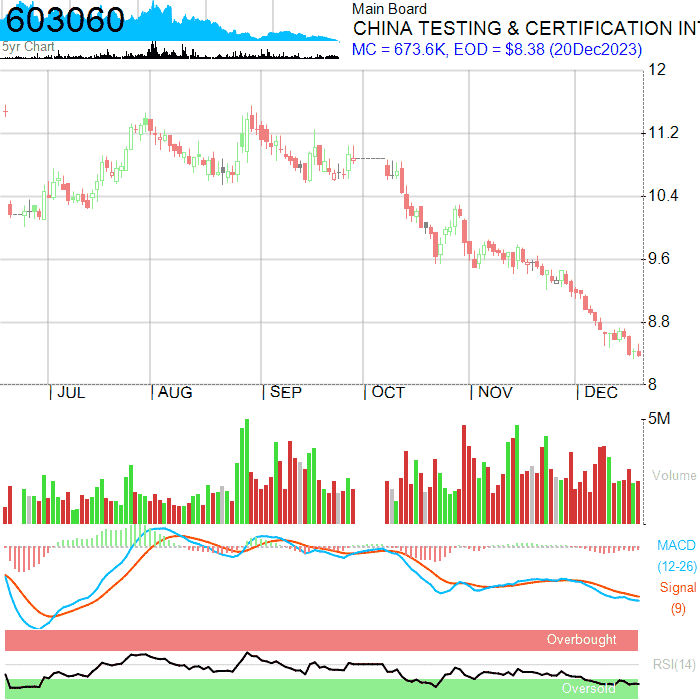 603060
Main Board
CHINA TESTING & CERTIFICATION IN
5yr Chart
MC = 673.6K, EOD = $8.38 (20Dec2023)
12
11.2
10.4
9.6
8.8
8
JUL
AUG
SEP
OCT
NOV
DEC
5M
Volume
MACD
(12-26)
Signal
(9)
Overbought
RSI(14)
Oversold